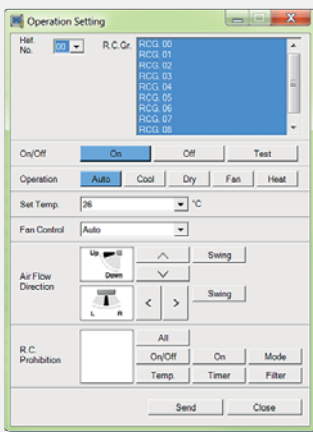 Operation Setting
Ref. No. 00 R.C.Gr. RCG. 00
RCG. 01
RCG. 02
RCG. 03
RCG. 04
RCG. 05
RCG. 06
RCG. 07
RCG. 08
On/Off On Off Test
Operation Auto Cool Dry Fan Heat
Set Temp. 26 °C
Fan Control Auto
Air Flow Direction Up Down Swing
L R Swing
R.C. Prohibition All
On/Off On Mode
Temp. Timer Filter
Send Close